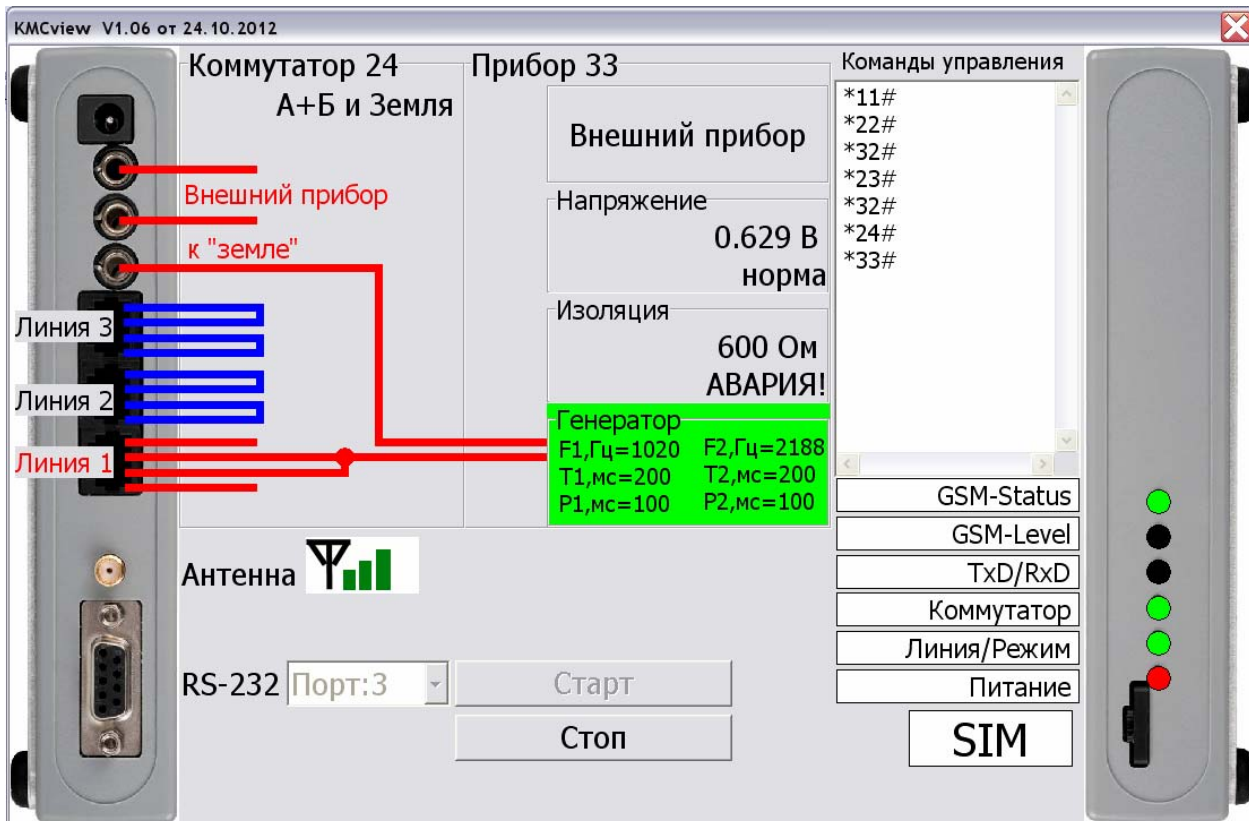 KMCview V1.06 от 24.10.2012
Коммутатор 24
А+Б и Земля
Внешний прибор
к "земле"
Линия 3
Линия 2
Линия 1
Прибор 33
Внешний прибор
Напряжение
0.629 В
норма
Изоляция
600 Ом
АВАРИЯ!
Генератор
F1,Гц=1020 F2,Гц=2188
T1,мс=200 T2,мс=200
P1,мс=100 P2,мс=100
Команды управления
*11#
*22#
*32#
*23#
*32#
*24#
*33#
GSM-Status
GSM-Level
TxD/RxD
Коммутатор
Линия/Режим
Питание
SIM
Антенна
RS-232 Порт:3 Старт
Стоп